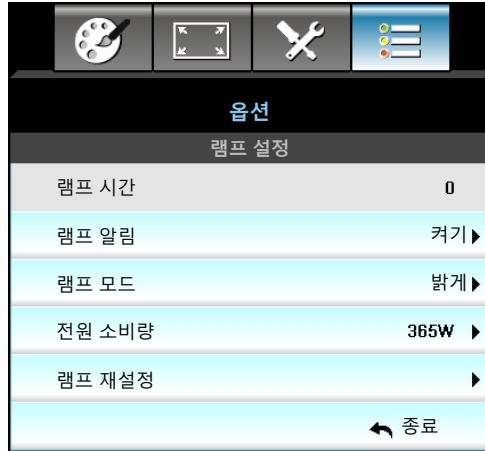 옵션
램프 설정
램프 시간 0
램프 알림 켜기
램프 모드 밝게
전원 소비량 365W
램프 재설정
종료